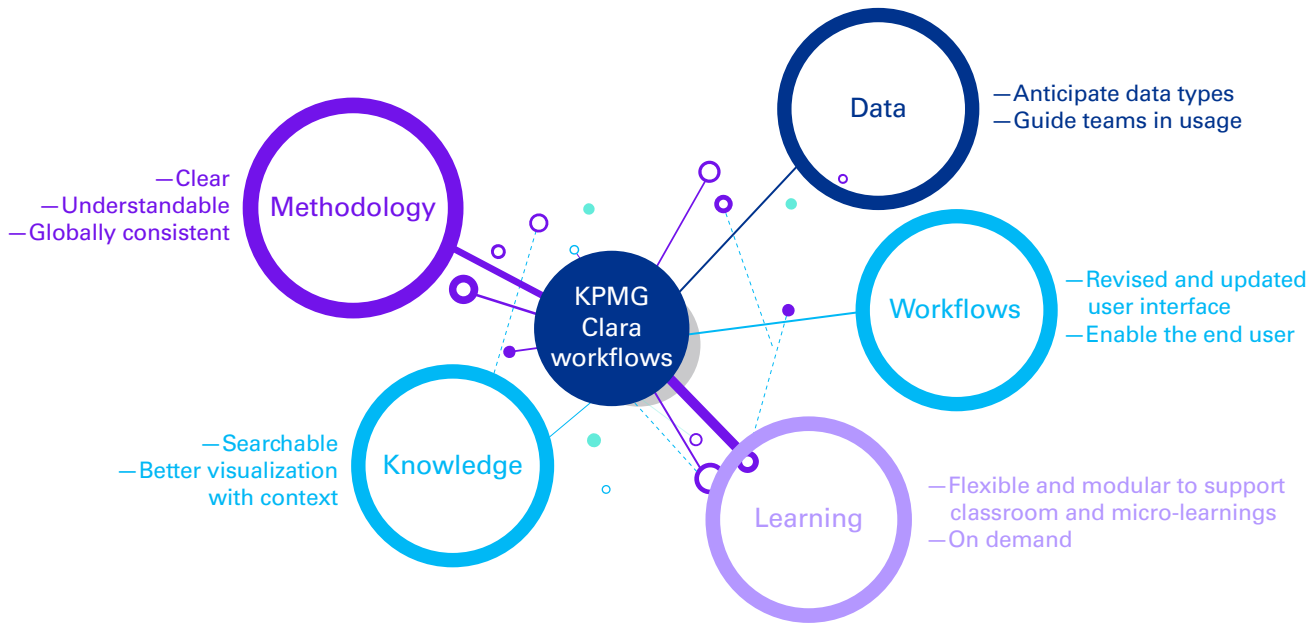 Data
—Anticipate data types
—Guide teams in usage
Methodology
—Clear
—Understandable
—Globally consistent
KPMG
Clara
workflows
Workflows
—Revised and updated
user interface
—Enable the end user
Knowledge
—Searchable
—Better visualization
with context
Learning
—Flexible and modular to support
classroom and micro-learnings
—On demand